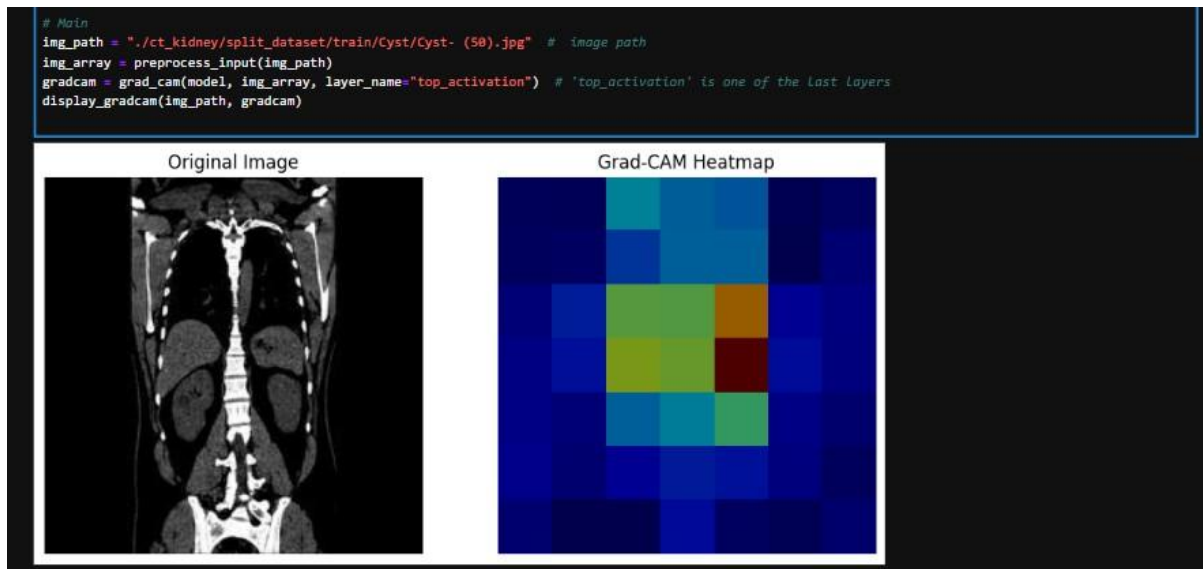 # Main
img_path = "./ct_kidney/split_dataset/train/Cyst/Cyst- (50).jpg"  #  image path
img_array = preprocess_input(img_path)
gradcam = grad_cam(model, img_array, layer_name="top_activation")  # 'top_activation' is one of the last layers
display_gradcam(img_path, gradcam)
Original Image
Grad-CAM Heatmap